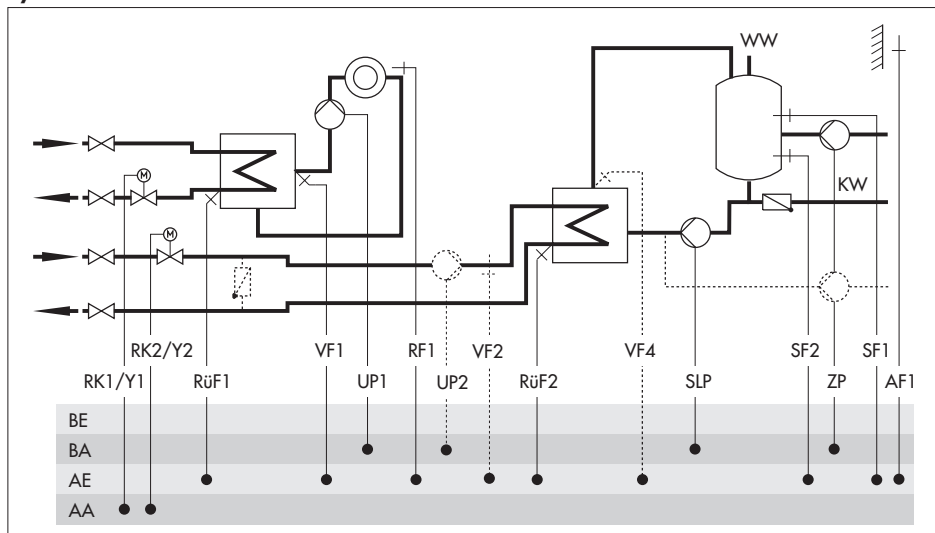 WW
M
KW
M
RK2/Y2 VF1 RF1 VF2 VF4 SF2 SF1
RK1/Y1 RüF1 UP1 UP2 RüF2 SLP ZP AF1
BE
BA
AE
AA